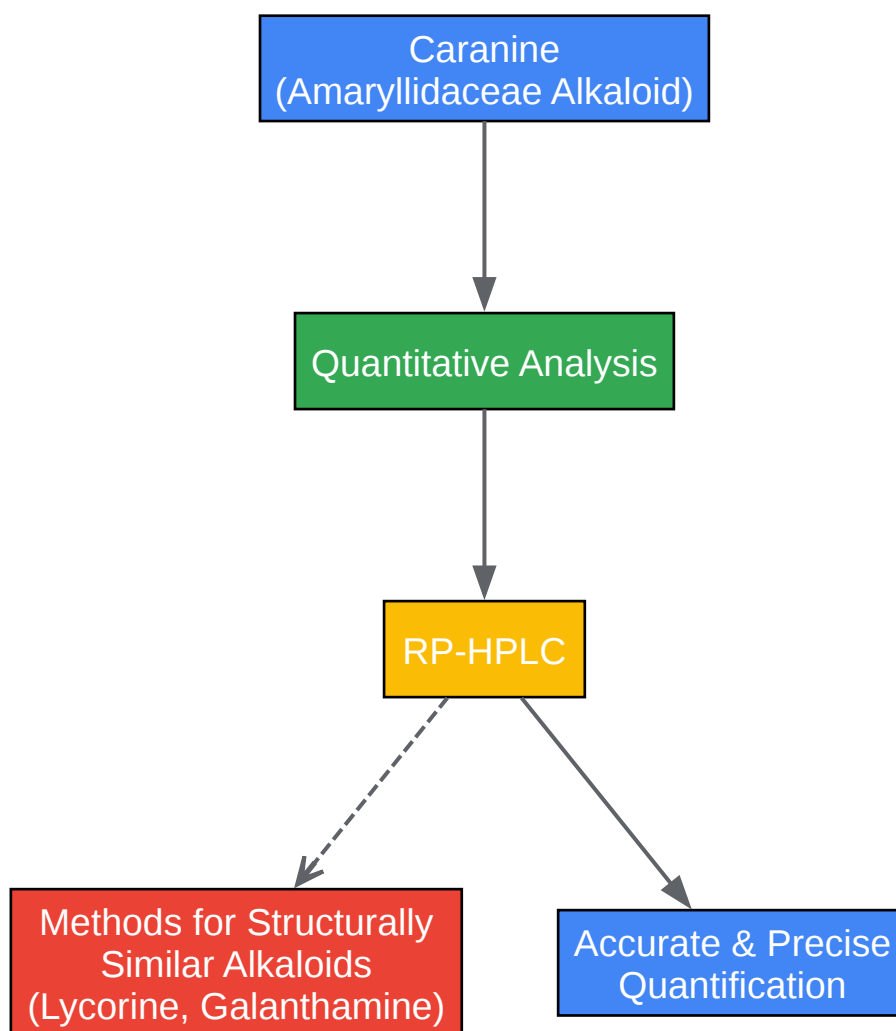 Caranine
(Amaryllidaceae Alkaloid)
Quantitative Analysis
RP-HPLC
Methods for Structurally
Similar Alkaloids
(Lycorine, Galanthamine)
Accurate & Precise
Quantification